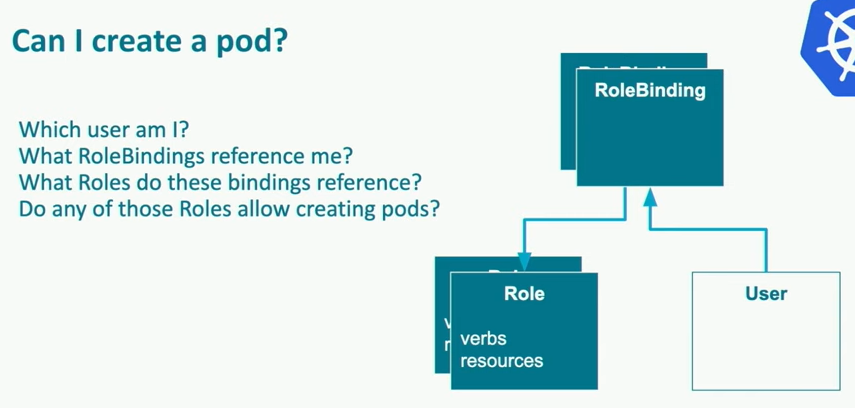 Can I create a pod?
Which user am I?
What RoleBindings reference me?
What Roles do these bindings reference?
Do any of those Roles allow creating pods?
RoleBinding
Role
verbs
resources
User